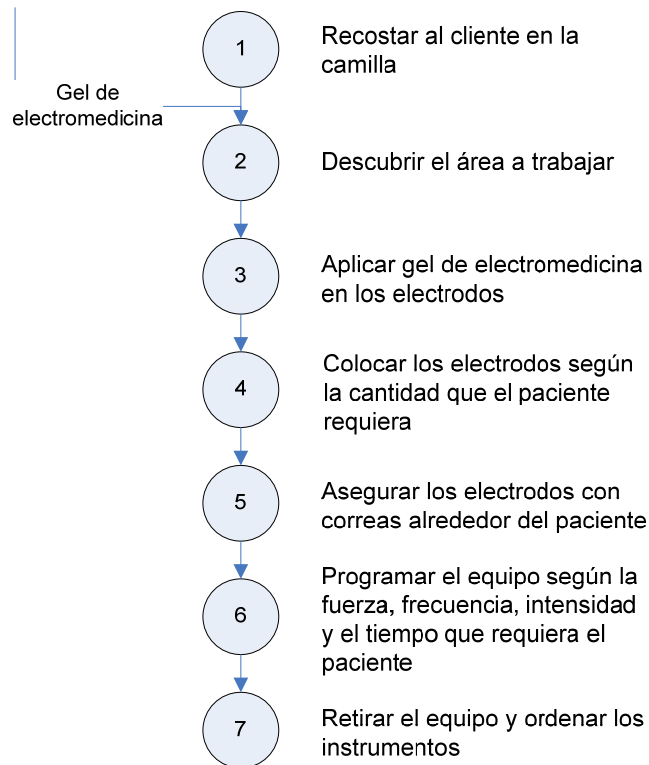 1
Recostar al cliente en la
camilla
Gel de
electromedicina
2
Descubrir el área a trabajar
3
Aplicar gel de electromedicina
en los electrodos
4
Colocar los electrodos según
la cantidad que el paciente
requiera
5
Asegurar los electrodos con
correas alrededor del paciente
6
Programar el equipo según la
fuerza, frecuencia, intensidad
y el tiempo que requiera el
paciente
7
Retirar el equipo y ordenar los
instrumentos